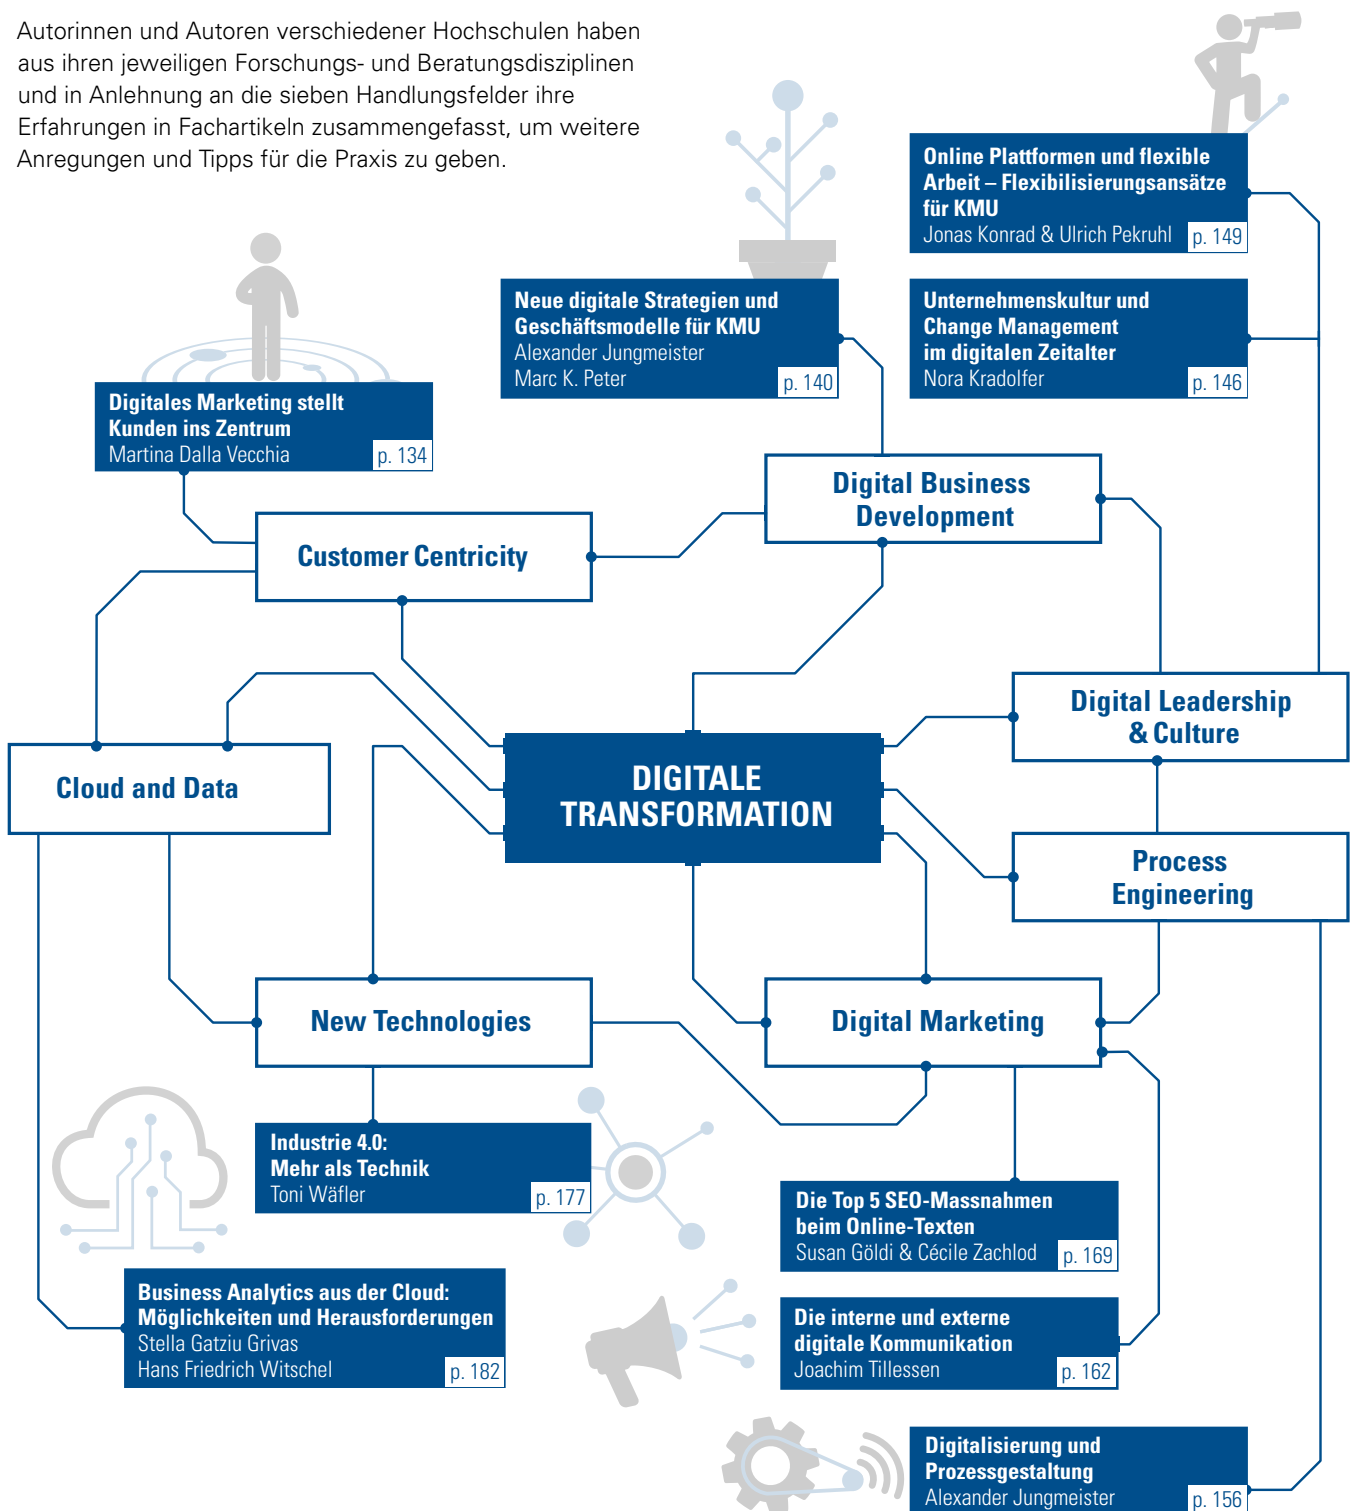 Autorinnen und Autoren verschiedener Hochschulen haben
aus ihren jeweiligen Forschungs- und Beratungsdisziplinen
und in Anlehnung an die sieben Handlungsfelder ihre
Erfahrungen in Fachartikeln zusammengefasst, um weitere
Anregungen und Tipps für die Praxis zu geben.
Online Plattformen und flexible
Arbeit – Flexibilisierungsansätze
für KMU
Jonas Konrad & Ulrich Pekruhl p. 149
Neue digitale Strategien und
Geschäftsmodelle für KMU
Alexander Jungmeister
Marc K. Peter p. 140
Unternehmenskultur und
Change Management
im digitalen Zeitalter
Nora Kradolfer p. 146
Digitales Marketing stellt
Kunden ins Zentrum
Martina Dalla Vecchia p. 134
Digital Business
Development
Customer Centricity
Digital Leadership
& Culture
Cloud and Data
DIGITALE
TRANSFORMATION
Process
Engineering
New Technologies
Digital Marketing
Industrie 4.0:
Mehr als Technik
Toni Wäfler p. 177
Die Top 5 SEO-Massnahmen
beim Online-Texten
Susan Göldi & Cécile Zachlod p. 169
Business Analytics aus der Cloud:
Möglichkeiten und Herausforderungen
Stella Gatziu Grivas
Hans Friedrich Witschel p. 182
Die interne und externe
digitale Kommunikation
Joachim Tillessen p. 162
Digitalisierung und
Prozessgestaltung
Alexander Jungmeister p. 156